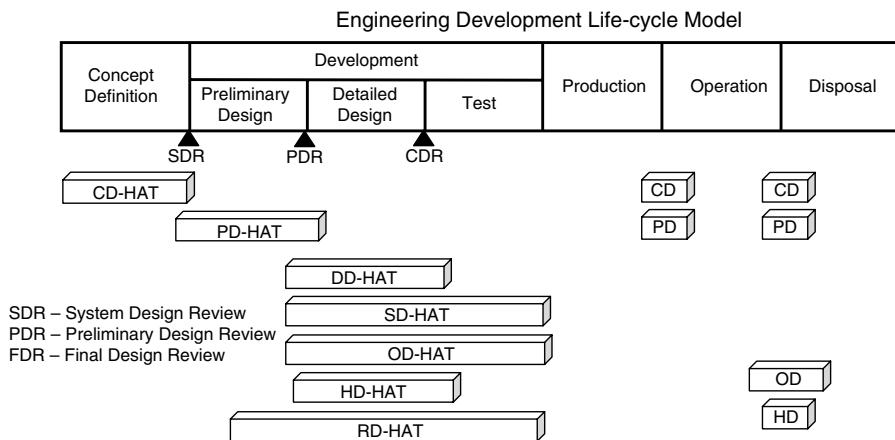 Engineering Development Life-cycle Model
Concept
Definition
Development
Preliminary
Design
Detailed
Design
Test
Production
Operation
Disposal
SDR
PDR
CDR
CD-HAT
CD
CD
PD-HAT
PD
PD
DD-HAT
SDR – System Design Review
PDR – Preliminary Design Review
FDR – Final Design Review
SD-HAT
OD-HAT
OD
HD-HAT
HD
RD-HAT